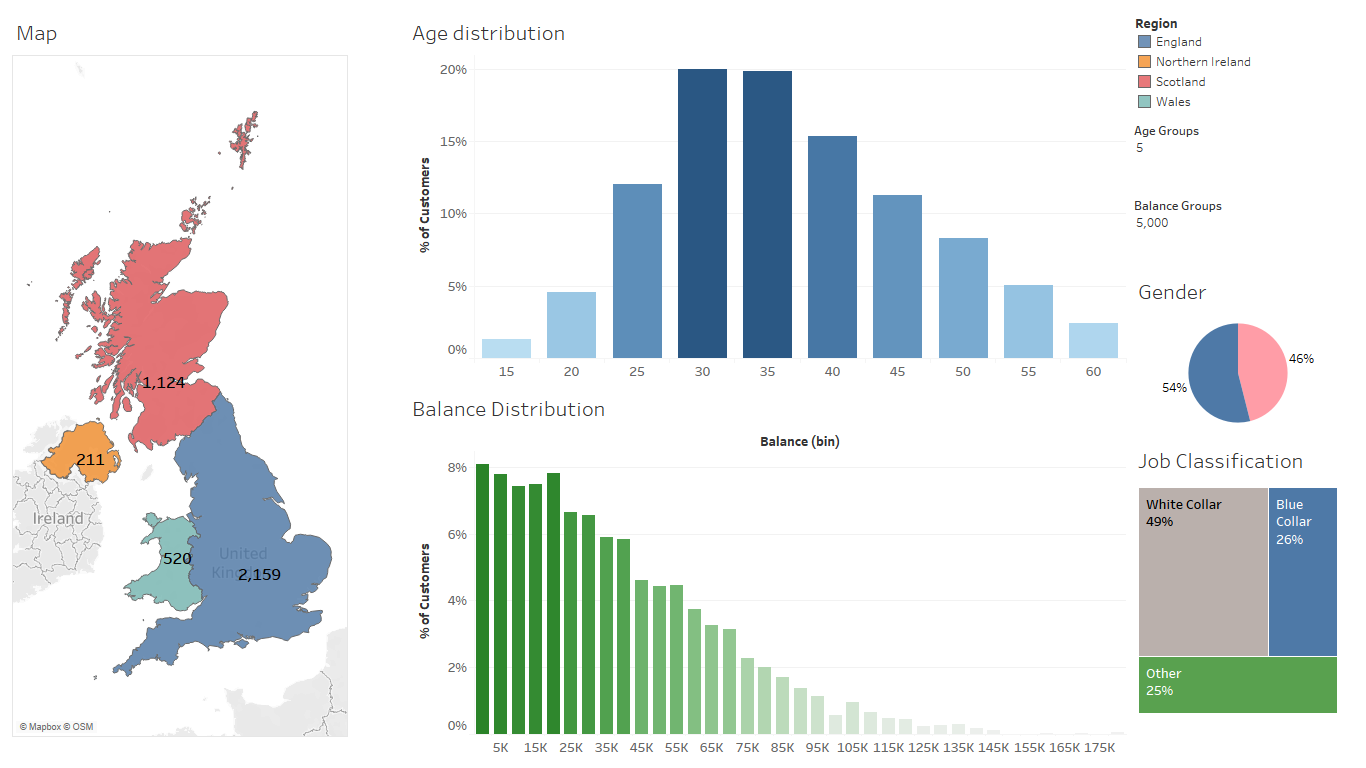 Map
1,124
211
Ireland
520
United
2,159
© Mapbox © OSM
Age distribution
% of Customers
20%
15%
10%
5%
0%
15 20 25 30 35 40 45 50 55 60
Balance Distribution
Balance (bin)
% of Customers
8%
6%
4%
2%
0%
5K 15K 25K 35K 45K 55K 65K 75K 85K 95K 105K 115K 125K 135K 145K 155K 165K 175K
Region
England
Northern Ireland
Scotland
Wales
Age Groups
5
Balance Groups
5,000
Gender
46%
54%
Job Classification
White Collar
49%
Blue
Collar
26%
Other
25%